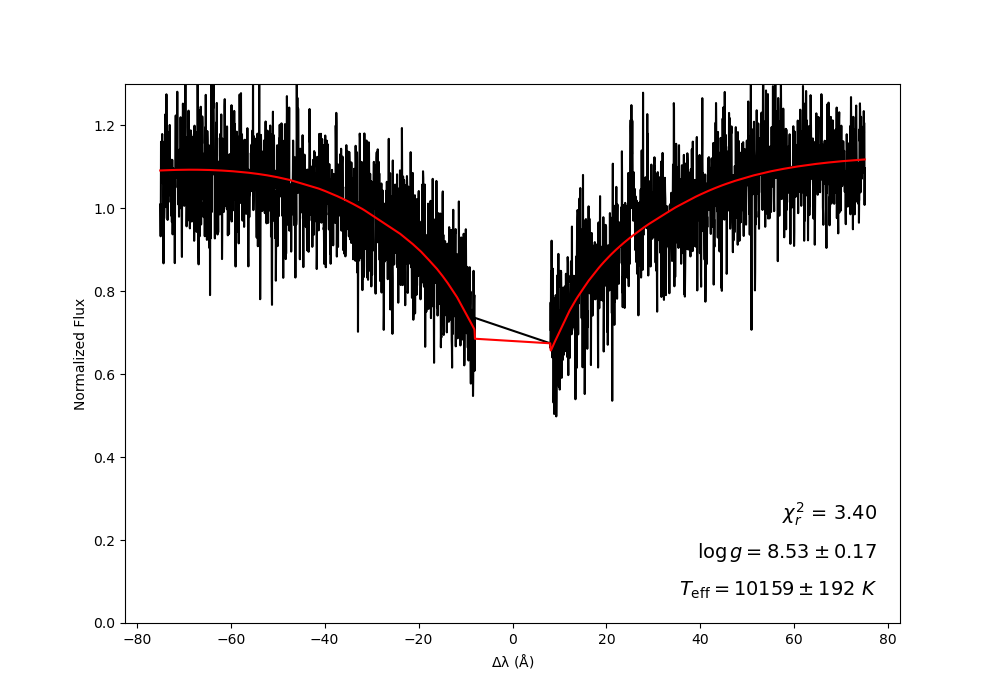 1.2
1.0
0.8
0.6
0.4
0.2
0.0
Normalized Flux
χ²ᵣ = 3.40
log g = 8.53 ± 0.17
T_eff = 10159 ± 192 K
−80 −60 −40 −20 0 20 40 60 80
Δλ (Å)